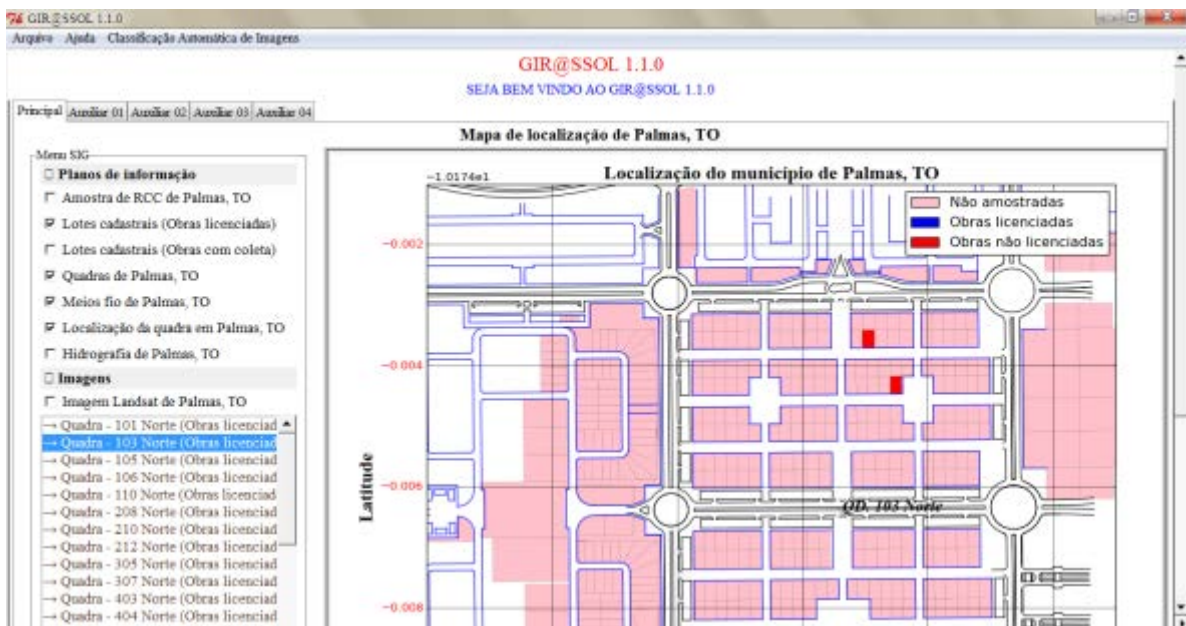 GIR@SSOL 1.1.0
Arquivo Ajuda Classificação Automática de Imagens
GIR@SSOL 1.1.0
SEJA BEM VINDO AO GIR@SSOL 1.1.0
Principal Auxiliar 01 Auxiliar 02 Auxiliar 03 Auxiliar 04
Mapa de localização de Palmas, TO
Menu SIG
Planos de informação
Amostra de RCC de Palmas, TO
Lotes cadastrais (Obras licenciadas)
Lotes cadastrais (Obras com coleta)
Quadras de Palmas, TO
Meios fio de Palmas, TO
Localização da quadra em Palmas, TO
Hidrografia de Palmas, TO
Imagens
Imagem Landsat de Palmas, TO
→ Quadra - 101 Norte (Obras licenciad
→ Quadra - 103 Norte (Obras licenciad
→ Quadra - 105 Norte (Obras licenciad
→ Quadra - 106 Norte (Obras licenciad
→ Quadra - 110 Norte (Obras licenciad
→ Quadra - 208 Norte (Obras licenciad
→ Quadra - 210 Norte (Obras licenciad
→ Quadra - 212 Norte (Obras licenciad
→ Quadra - 305 Norte (Obras licenciad
→ Quadra - 307 Norte (Obras licenciad
→ Quadra - 403 Norte (Obras licenciad
→ Quadra - 404 Norte (Obras licenciad
Localização do município de Palmas, TO
−1.0174e1
Não amostradas
Obras licenciadas
Obras não licenciadas
−0.002
−0.004
−0.006
−0.008
Latitude
QD. 103 Norte